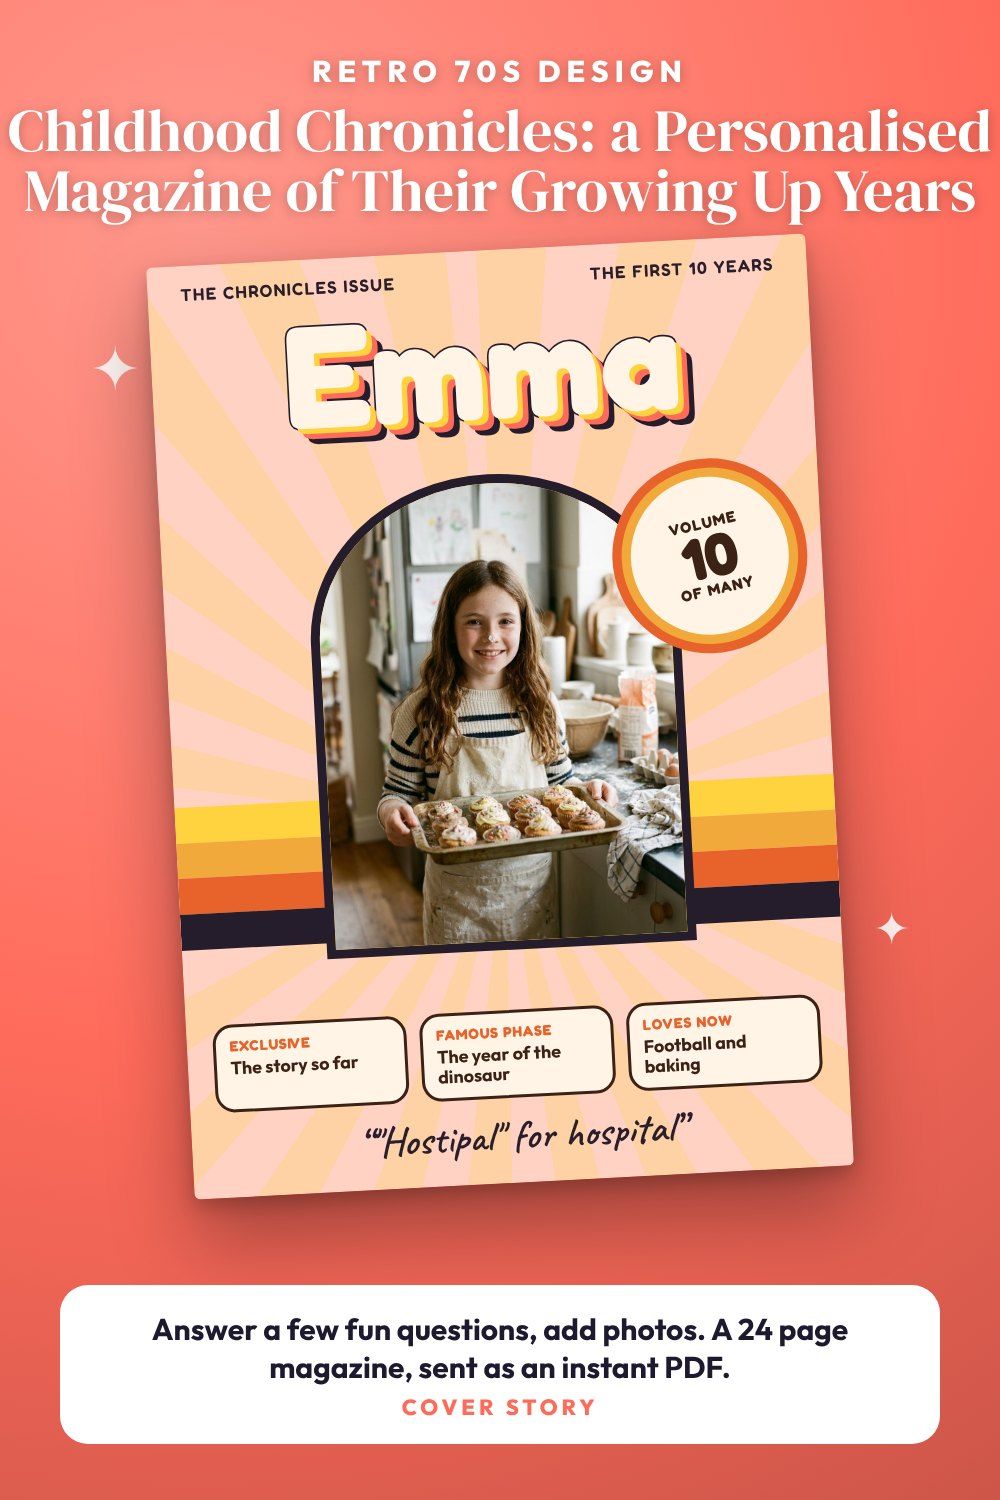 RETRO 70S DESIGN
Childhood Chronicles: a Personalised
Magazine of Their Growing Up Years
THE CHRONICLES ISSUE
THE FIRST 10 YEARS
Emma
VOLUME
10
OF MANY
EXCLUSIVE
The story so far
FAMOUS PHASE
The year of the
dinosaur
LOVES NOW
Football and
baking
“"Hostipal" for hospital”
Answer a few fun questions, add photos. A 24 page
magazine, sent as an instant PDF.
COVER STORY